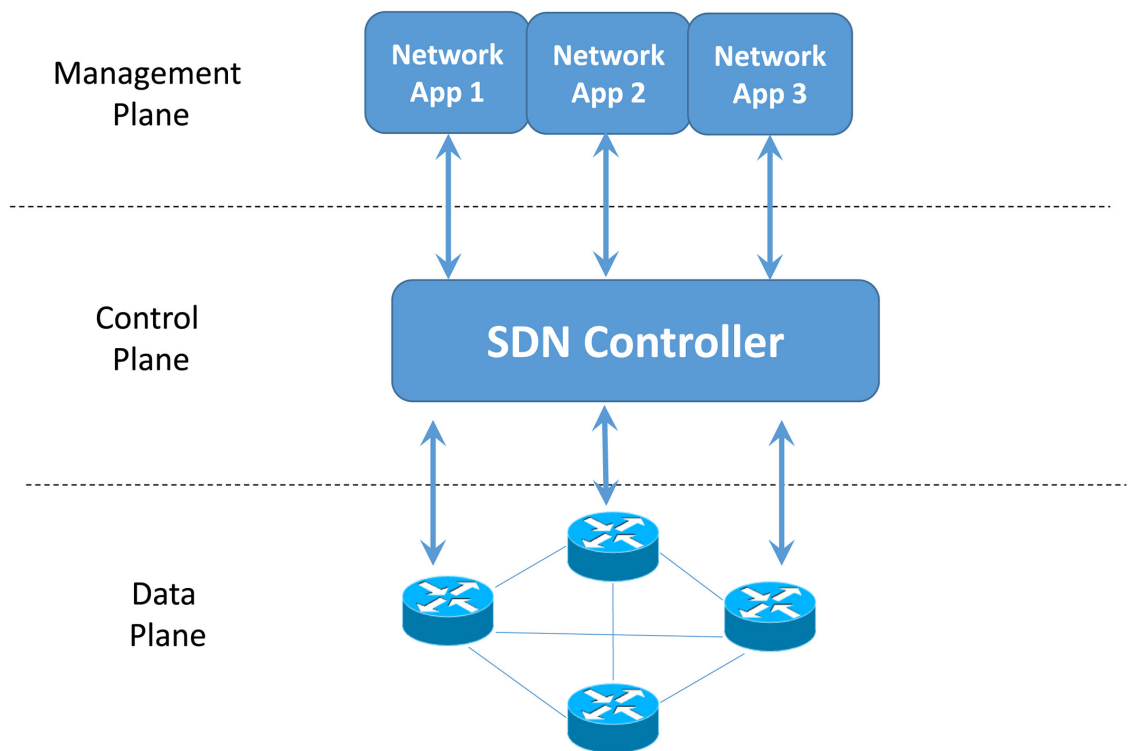 Management
Plane
Network
App 1
Network
App 2
Network
App 3
Control
Plane
SDN Controller
Data
Plane